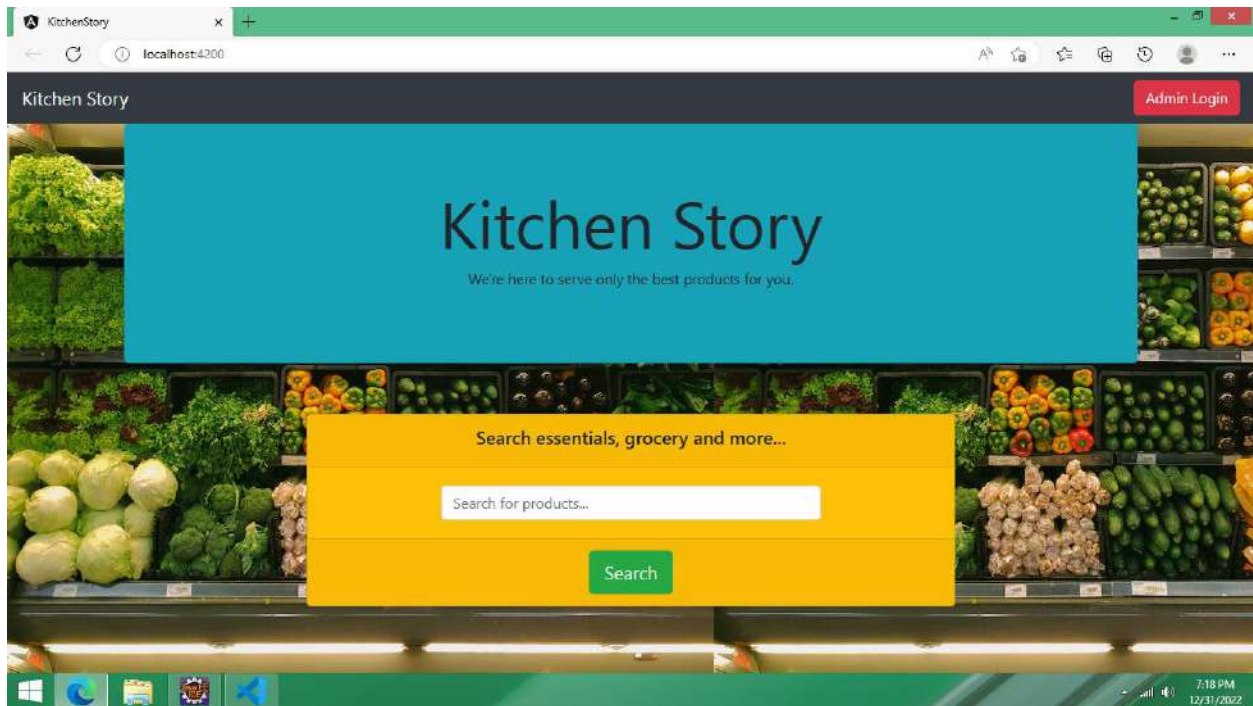 KitchenStory
localhost:4200
Kitchen Story
Admin Login
Kitchen Story
We're here to serve only the best products for you.
Search essentials, grocery and more...
Search for products...
Search
7:18 PM
12/31/2022